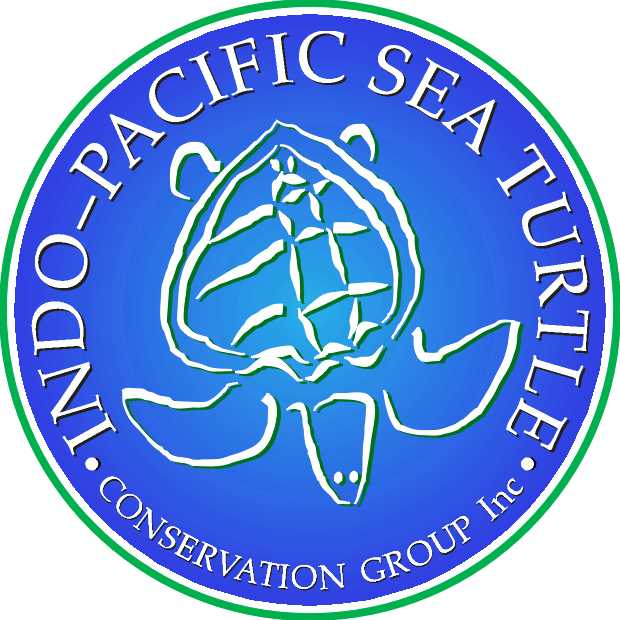 INDO-PACIFIC SEA TURTLE
• CONSERVATION GROUP Inc •